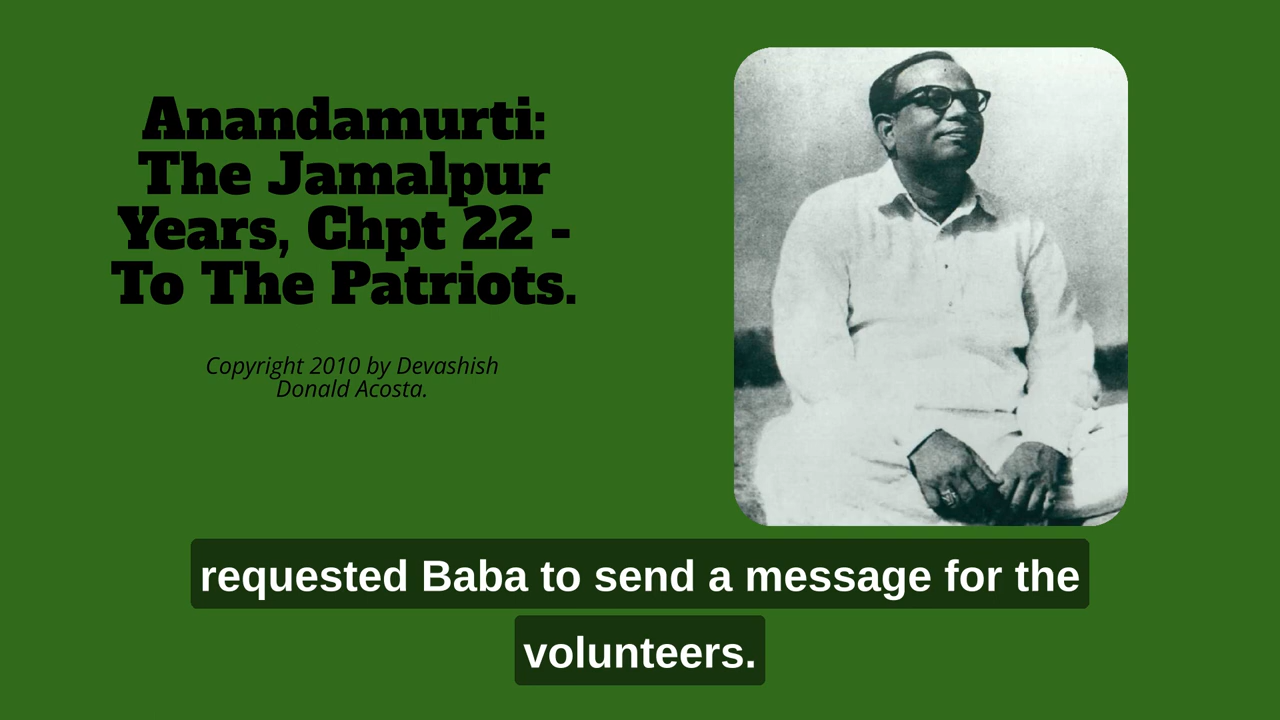 Anandamurti:
The Jamalpur
Years, Chpt 22 -
To The Patriots.
Copyright 2010 by Devashish
Donald Acosta.
requested Baba to send a message for the
volunteers.